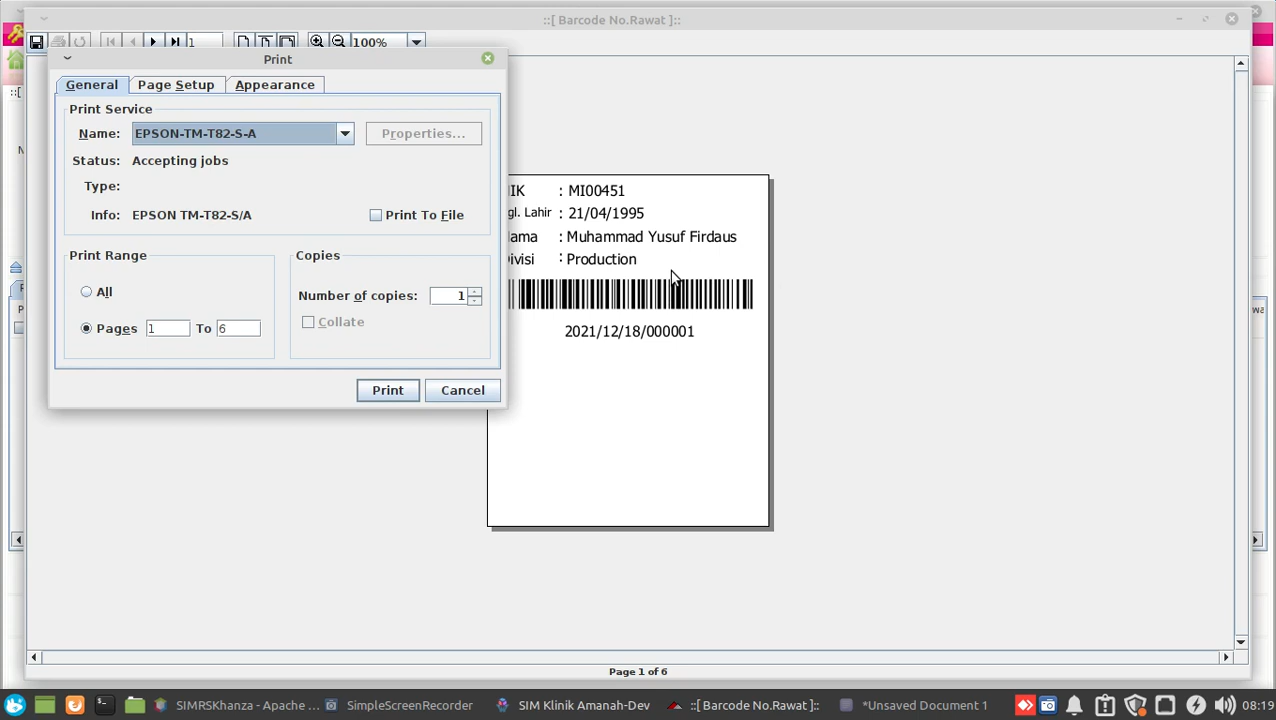 ::[ Barcode No.Rawat ]::
1
100%
Print
General
Page Setup
Appearance
Print Service
Name: EPSON-TM-T82-S-A
Properties...
Status: Accepting jobs
Type:
Info: EPSON TM-T82-S/A
Print To File
Print Range
All
Pages 1 To 6
Copies
Number of copies: 1
Collate
Print
Cancel
IK : MI00451
gl. Lahir : 21/04/1995
ama : Muhammad Yusuf Firdaus
ivisi : Production
2021/12/18/000001
::[
Page 1 of 6
SIMRSKhanza - Apache ...
SimpleScreenRecorder
SIM Klinik Amanah-Dev
::[ Barcode No.Rawat ]::
*Unsaved Document 1
08:19